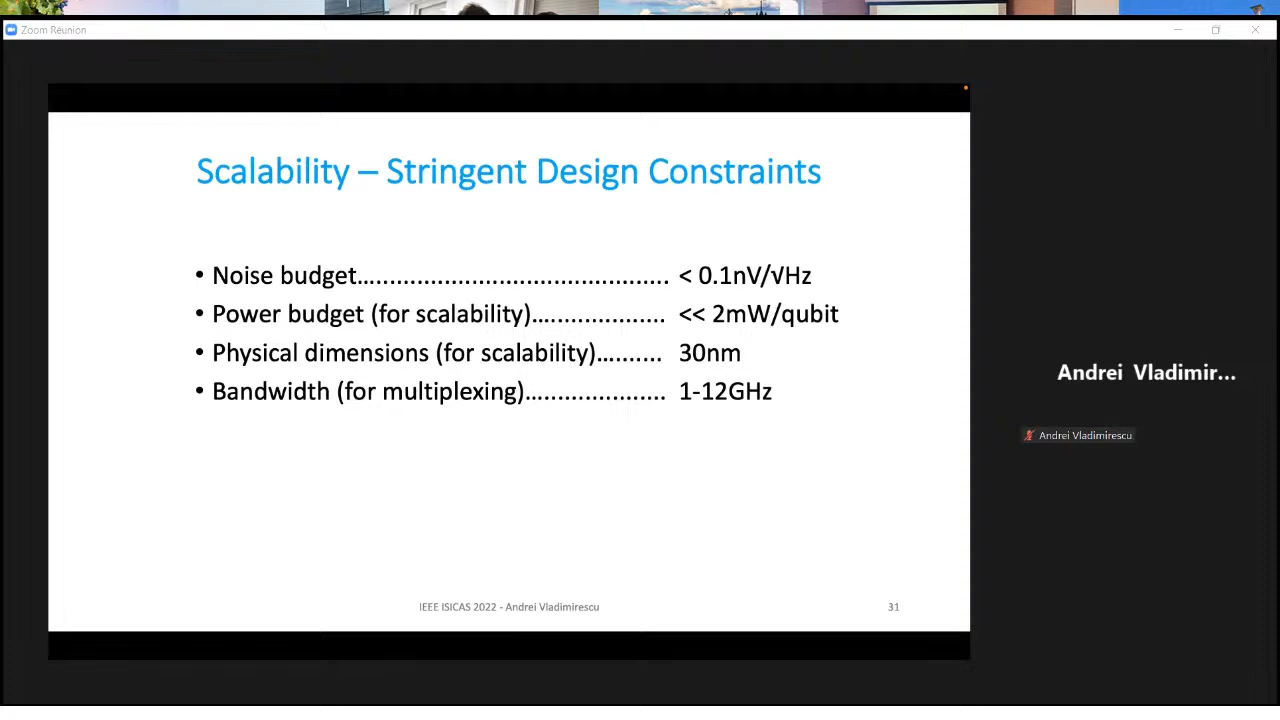 Zoom Réunion
Scalability – Stringent Design Constraints
• Noise budget................................................ < 0.1nV/√Hz
• Power budget (for scalability)..................... << 2mW/qubit
• Physical dimensions (for scalability).......... 30nm
• Bandwidth (for multiplexing)...................... 1-12GHz
Andrei Vladimir...
Andrei Vladimirescu
IEEE ISICAS 2022 - Andrei Vladimirescu
31